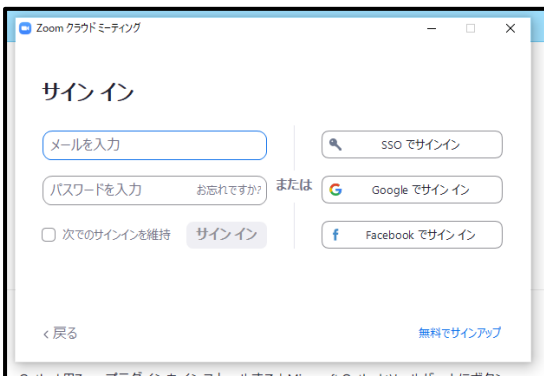 Zoom クラウド ミーティング
サイン イン
メールを入力
パスワードを入力 お忘れですか?
または
次でのサインインを維持 サイン イン
SSO でサインイン
Google でサイン イン
Facebook でサイン イン
戻る
無料でサインアップ